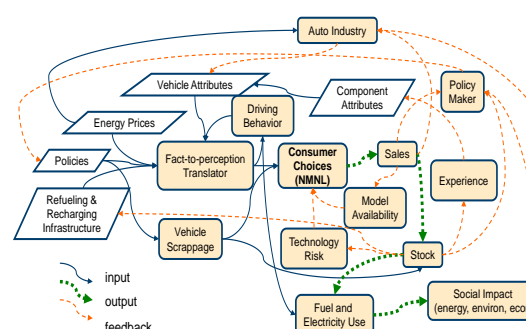 Auto Industry
Vehicle Attributes
Component
Attributes
Policy
Maker
Energy Prices
Driving
Behavior
Policies
Fact-to-perception
Translator
Consumer
Choices
(NMNL)
Sales
Experience
Refueling &
Recharging
Infrastructure
Model
Availability
Vehicle
Scrappage
Technology
Risk
Stock
input
output
feedback
Fuel and
Electricity Use
Social Impact
(energy, environ, eco